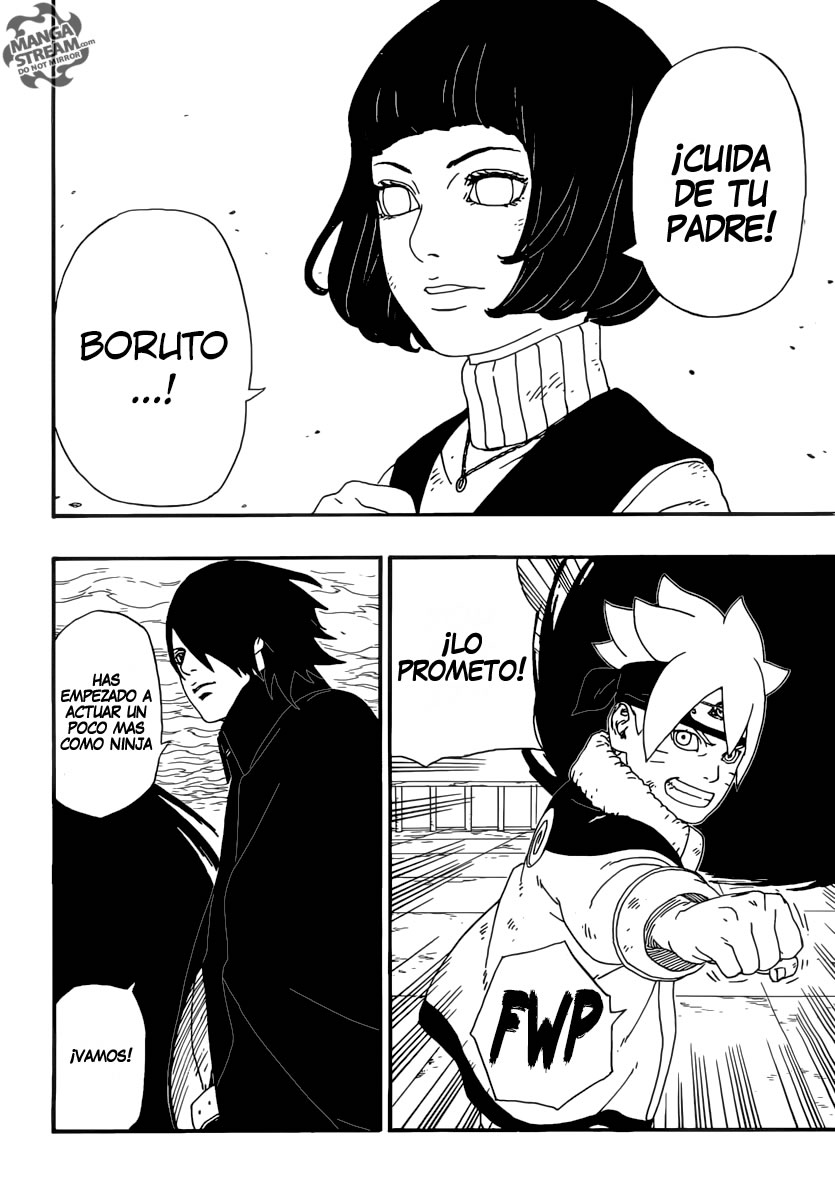 MANGA
STREAM.com
DO NOT MIRROR
¡CUIDA
DE TU
PADRE!
BORUTO
...!
¡LO
PROMETO!
FWP
HAS
EMPEZADO A
ACTUAR UN
POCO MAS
COMO NINJA
¡VAMOS!